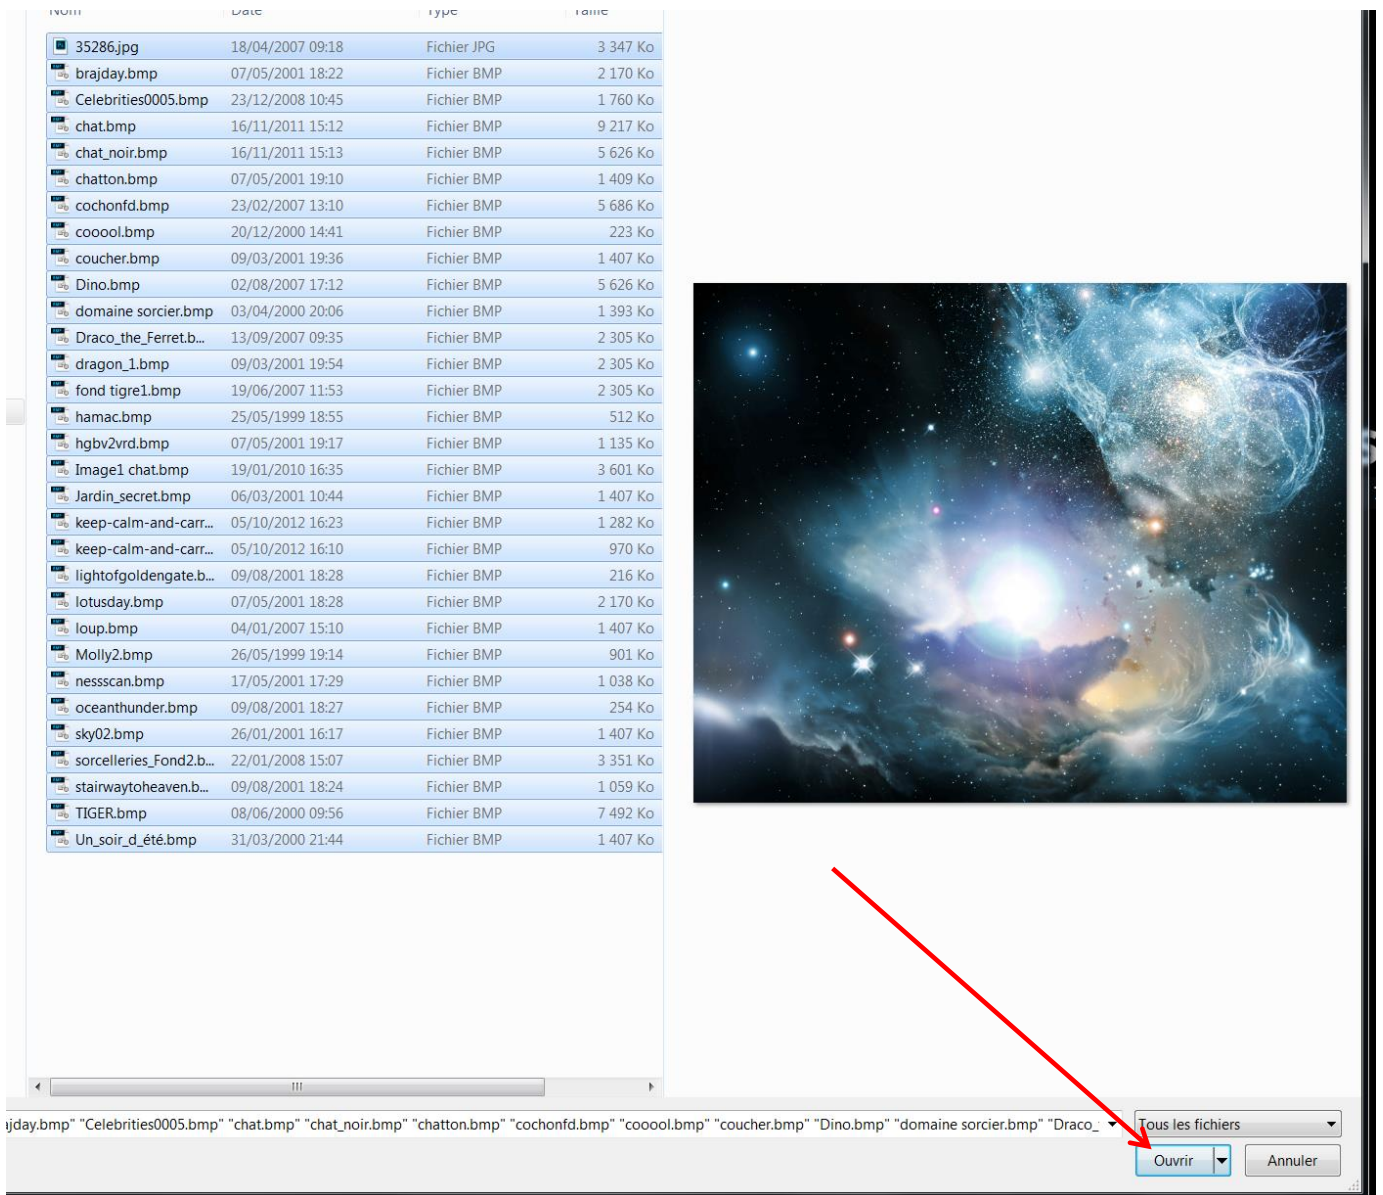 Nom Date Type Taille
35286.jpg 18/04/2007 09:18 Fichier JPG 3 347 Ko
brajday.bmp 07/05/2001 18:22 Fichier BMP 2 170 Ko
Celebrities0005.bmp 23/12/2008 10:45 Fichier BMP 1 760 Ko
chat.bmp 16/11/2011 15:12 Fichier BMP 9 217 Ko
chat_noir.bmp 16/11/2011 15:13 Fichier BMP 5 626 Ko
chatton.bmp 07/05/2001 19:10 Fichier BMP 1 409 Ko
cochonfd.bmp 23/02/2007 13:10 Fichier BMP 5 686 Ko
cooool.bmp 20/12/2000 14:41 Fichier BMP 223 Ko
coucher.bmp 09/03/2001 19:36 Fichier BMP 1 407 Ko
Dino.bmp 02/08/2007 17:12 Fichier BMP 5 626 Ko
domaine sorcier.bmp 03/04/2000 20:06 Fichier BMP 1 393 Ko
Draco_the_Ferret.b... 13/09/2007 09:35 Fichier BMP 2 305 Ko
dragon_1.bmp 09/03/2001 19:54 Fichier BMP 2 305 Ko
fond tigre1.bmp 19/06/2007 11:53 Fichier BMP 2 305 Ko
hamac.bmp 25/05/1999 18:55 Fichier BMP 512 Ko
hgbv2vrd.bmp 07/05/2001 19:17 Fichier BMP 1 135 Ko
Image1 chat.bmp 19/01/2010 16:35 Fichier BMP 3 601 Ko
Jardin_secret.bmp 06/03/2001 10:44 Fichier BMP 1 407 Ko
keep-calm-and-carr... 05/10/2012 16:23 Fichier BMP 1 282 Ko
keep-calm-and-carr... 05/10/2012 16:10 Fichier BMP 970 Ko
lightofgoldengate.b... 09/08/2001 18:28 Fichier BMP 216 Ko
lotusday.bmp 07/05/2001 18:28 Fichier BMP 2 170 Ko
loup.bmp 04/01/2007 15:10 Fichier BMP 1 407 Ko
Molly2.bmp 26/05/1999 19:14 Fichier BMP 901 Ko
nessscan.bmp 17/05/2001 17:29 Fichier BMP 1 038 Ko
oceanthunder.bmp 09/08/2001 18:27 Fichier BMP 254 Ko
sky02.bmp 26/01/2001 16:17 Fichier BMP 1 407 Ko
sorcelleries_Fond2.b... 22/01/2008 15:07 Fichier BMP 3 351 Ko
stairwaytoheaven.b... 09/08/2001 18:24 Fichier BMP 1 059 Ko
TIGER.bmp 08/06/2000 09:56 Fichier BMP 7 492 Ko
Un_soir_d_été.bmp 31/03/2000 21:44 Fichier BMP 1 407 Ko
ajday.bmp" "Celebrities0005.bmp" "chat.bmp" "chat_noir.bmp" "chatton.bmp" "cochonfd.bmp" "cooool.bmp" "coucher.bmp" "Dino.bmp" "domaine sorcier.bmp" "Draco_ Tous les fichiers
Ouvrir Annuler